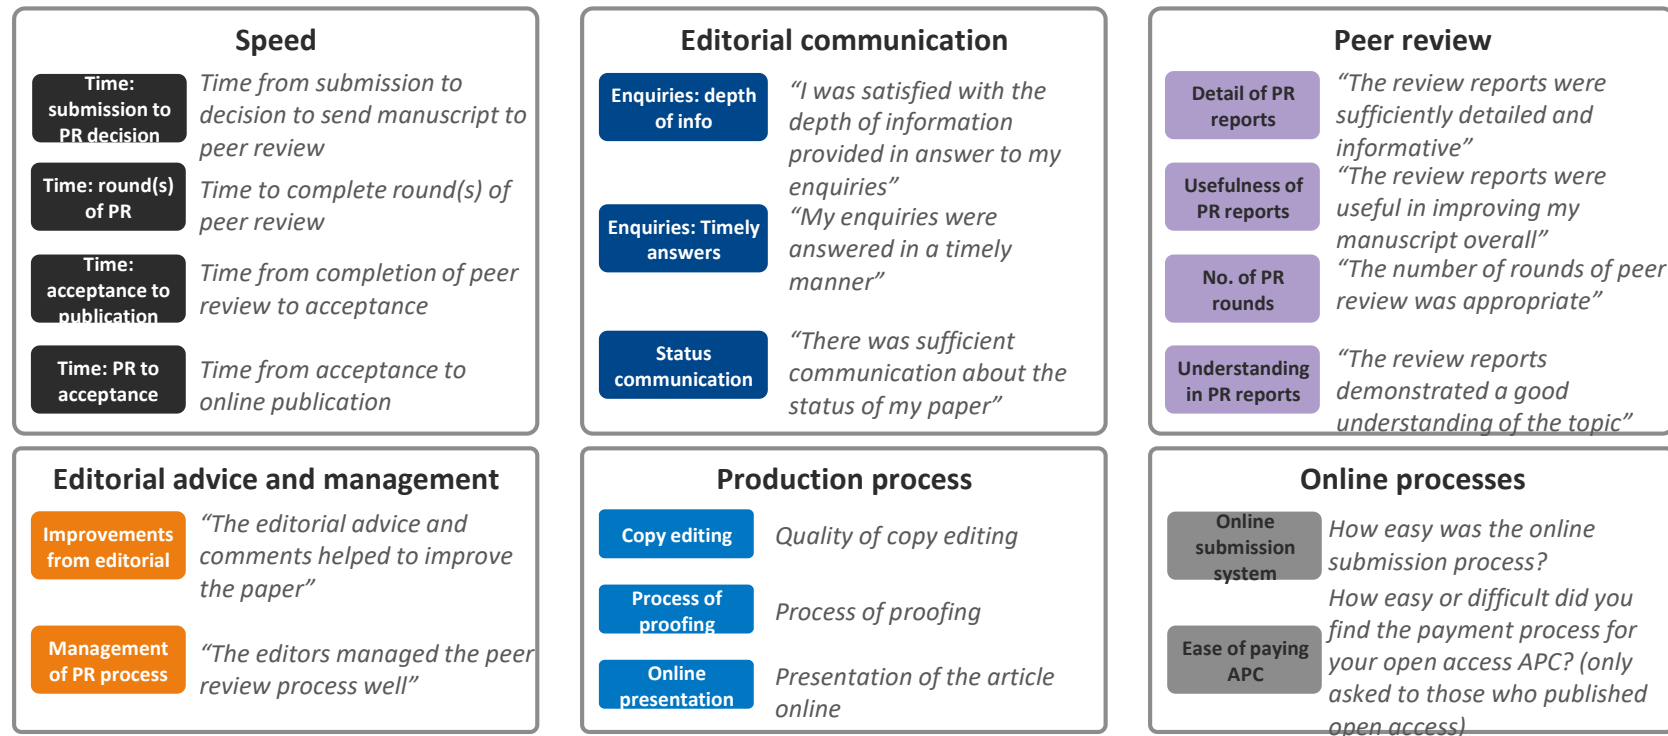 Speed
Time:
submission to
PR decision
Time from submission to
decision to send manuscript to
peer review
Time: round(s)
of PR
Time to complete round(s) of
peer review
Time:
acceptance to
publication
Time from completion of peer
review to acceptance
Time: PR to
acceptance
Time from acceptance to
online publication
Editorial communication
Enquiries: depth
of info
“I was satisfied with the
depth of information
provided in answer to my
enquiries”
Enquiries: Timely
answers
“My enquiries were
answered in a timely
manner”
Status
communication
“There was sufficient
communication about the
status of my paper”
Peer review
Detail of PR
reports
“The review reports were
sufficiently detailed and
informative”
Usefulness of
PR reports
“The review reports were
useful in improving my
manuscript overall”
No. of PR
rounds
“The number of rounds of peer
review was appropriate”
Understanding
in PR reports
“The review reports
demonstrated a good
understanding of the topic”
Editorial advice and management
Improvements
from editorial
“The editorial advice and
comments helped to improve
the paper”
Management
of PR process
“The editors managed the peer
review process well”
Production process
Copy editing
Quality of copy editing
Process of
proofing
Process of proofing
Online
presentation
Presentation of the article
online
Online processes
Online
submission
system
How easy was the online
submission process?
Ease of paying
APC
How easy or difficult did you
find the payment process for
your open access APC? (only
asked to those who published
open access)